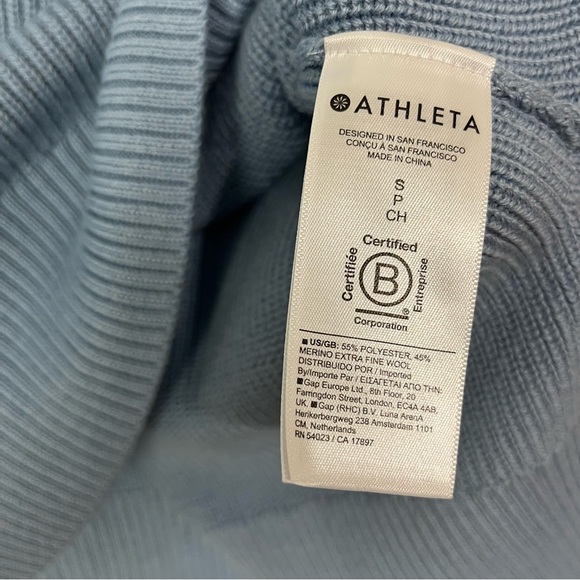 ATHLETA
DESIGNED IN SAN FRANCISCO
CONÇU À SAN FRANCISCO
MADE IN CHINA
S
P
CH
Certified
Certifiée
B
Entreprise
®
Corporation
■ US/GB: 55% POLYESTER, 45%
MERINO EXTRA FINE WOOL
DISTRIBUIDO POR / Imported
By/Importe Par / ΕΙΣΑΓΕΤΑΙ ΑΠΟ ΤΗΝ:
■ Gap Europe Ltd., 8th Floor, 20
Farringdon Street, London, EC4A 4AB,
UK. ■ Gap (RHC) B.V. Luna ArenA
Herikerbergweg 238 Amsterdam 1101
CM, Netherlands
RN 54023 / CA 17897